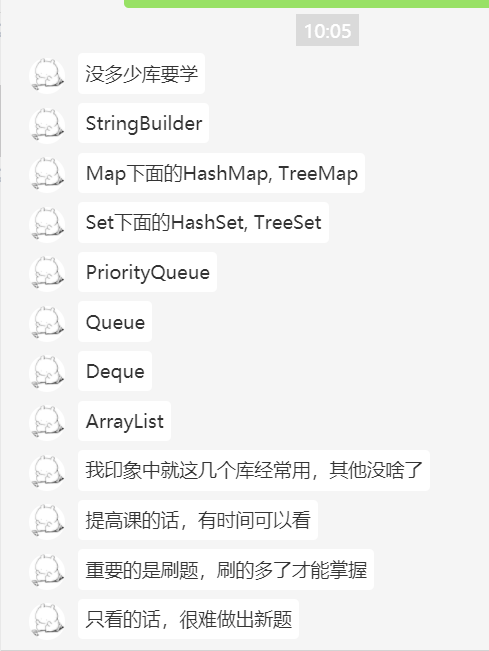 10:05
没多少库要学
StringBuilder
Map下面的HashMap, TreeMap
Set下面的HashSet, TreeSet
PriorityQueue
Queue
Deque
ArrayList
我印象中就这几个库经常用，其他没啥了
提高课的话，有时间可以看
重要的是刷题，刷的多了才能掌握
只看的话，很难做出新题